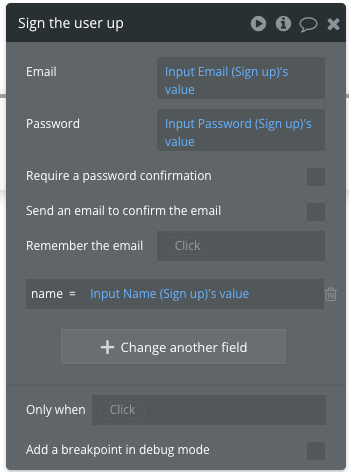 Sign the user up
Email
Input Email (Sign up)'s
value
Password
Input Password (Sign up)'s
value
Require a password confirmation
Send an email to confirm the email
Remember the email Click
name = Input Name (Sign up)'s value
Change another field
Only when Click
Add a breakpoint in debug mode